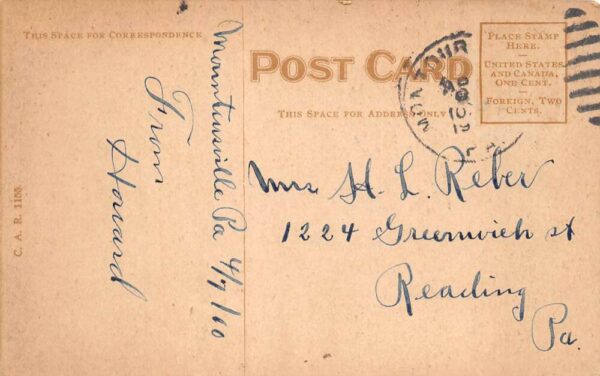 THIS SPACE FOR CORRESPONDENCE
POST CARD
THIS SPACE FOR ADDRESS ONLY
PLACE STAMP
HERE.
UNITED STATES
AND CANADA,
ONE CENT.
FOREIGN, TWO
CENTS.
Mountensville Pa 4/7/10
From
Howard
Mrs H. L. Reber
1224 Greenwich st
Reading
Pa.
C. A. R. 1155.